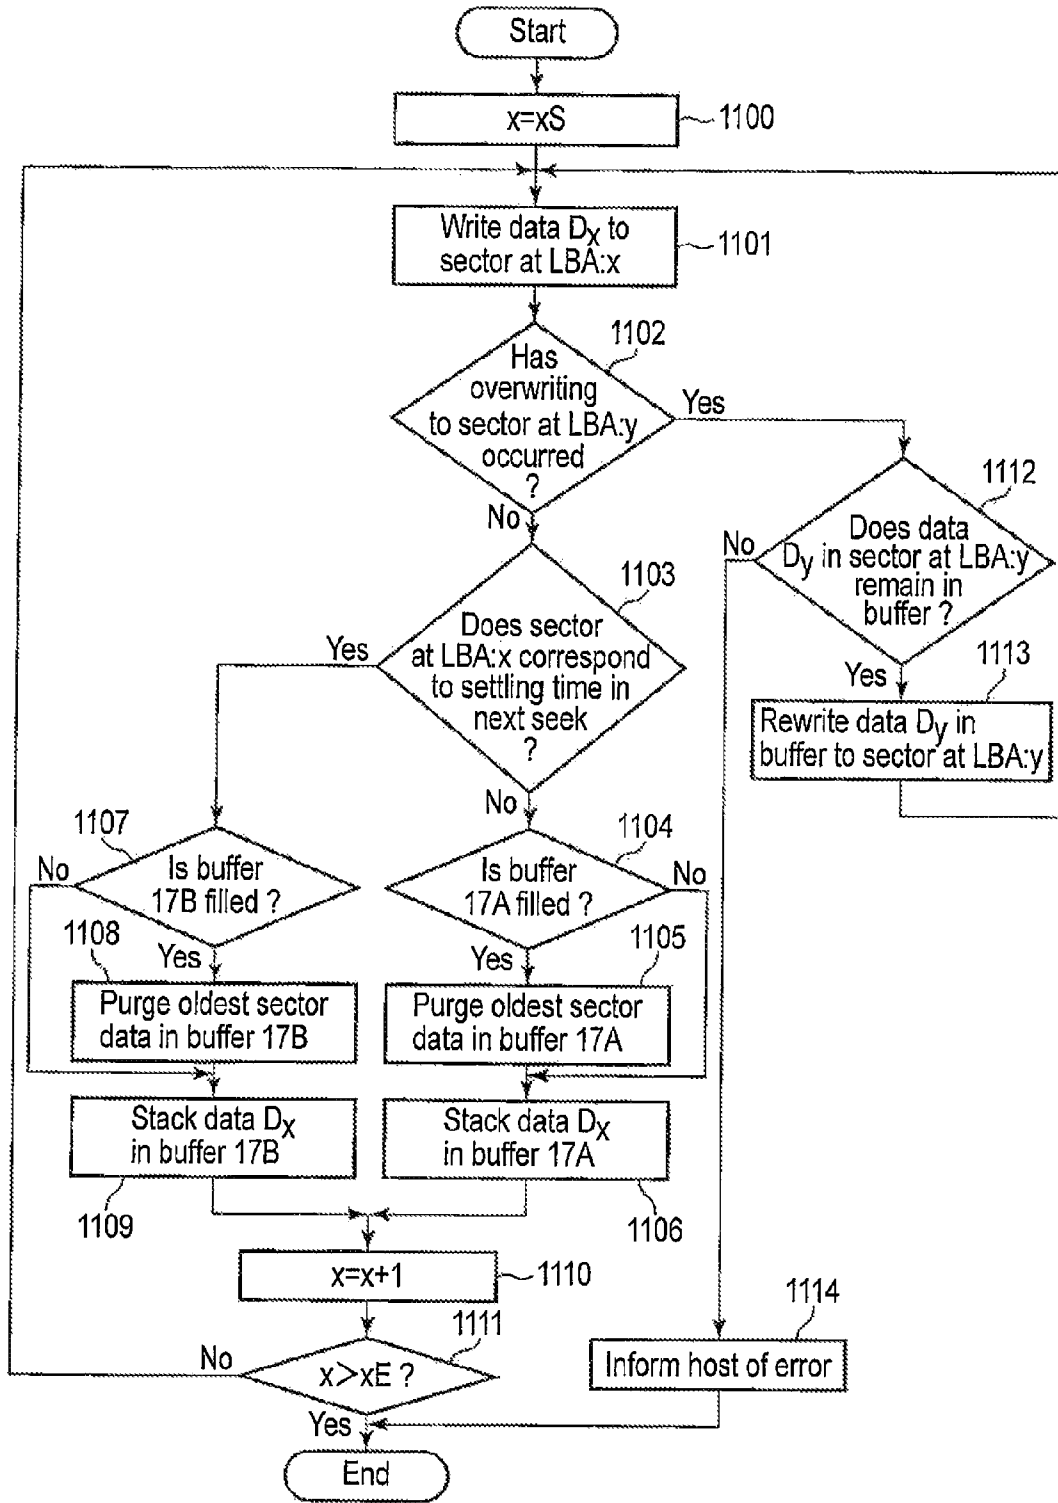 Start
x=xS
1100
Write data Dx to
sector at LBA:x
1101
1102
Has
overwriting
to sector at LBA:y
occurred
?
Yes
No
1112
Does data
Dy in sector at LBA:y
remain in
buffer ?
No
Yes
1113
Rewrite data Dy in
buffer to sector at LBA:y
1103
Does sector
at LBA:x correspond
to settling time in
next seek
?
Yes
No
1107
Is buffer
17B filled ?
No
Yes
1104
Is buffer
17A filled ?
No
Yes
1108
Purge oldest sector
data in buffer 17B
1105
Purge oldest sector
data in buffer 17A
Stack data Dx
in buffer 17B
1109
Stack data Dx
in buffer 17A
1106
x=x+1
1110
1111
x>xE ?
No
Yes
1114
Inform host of error
End